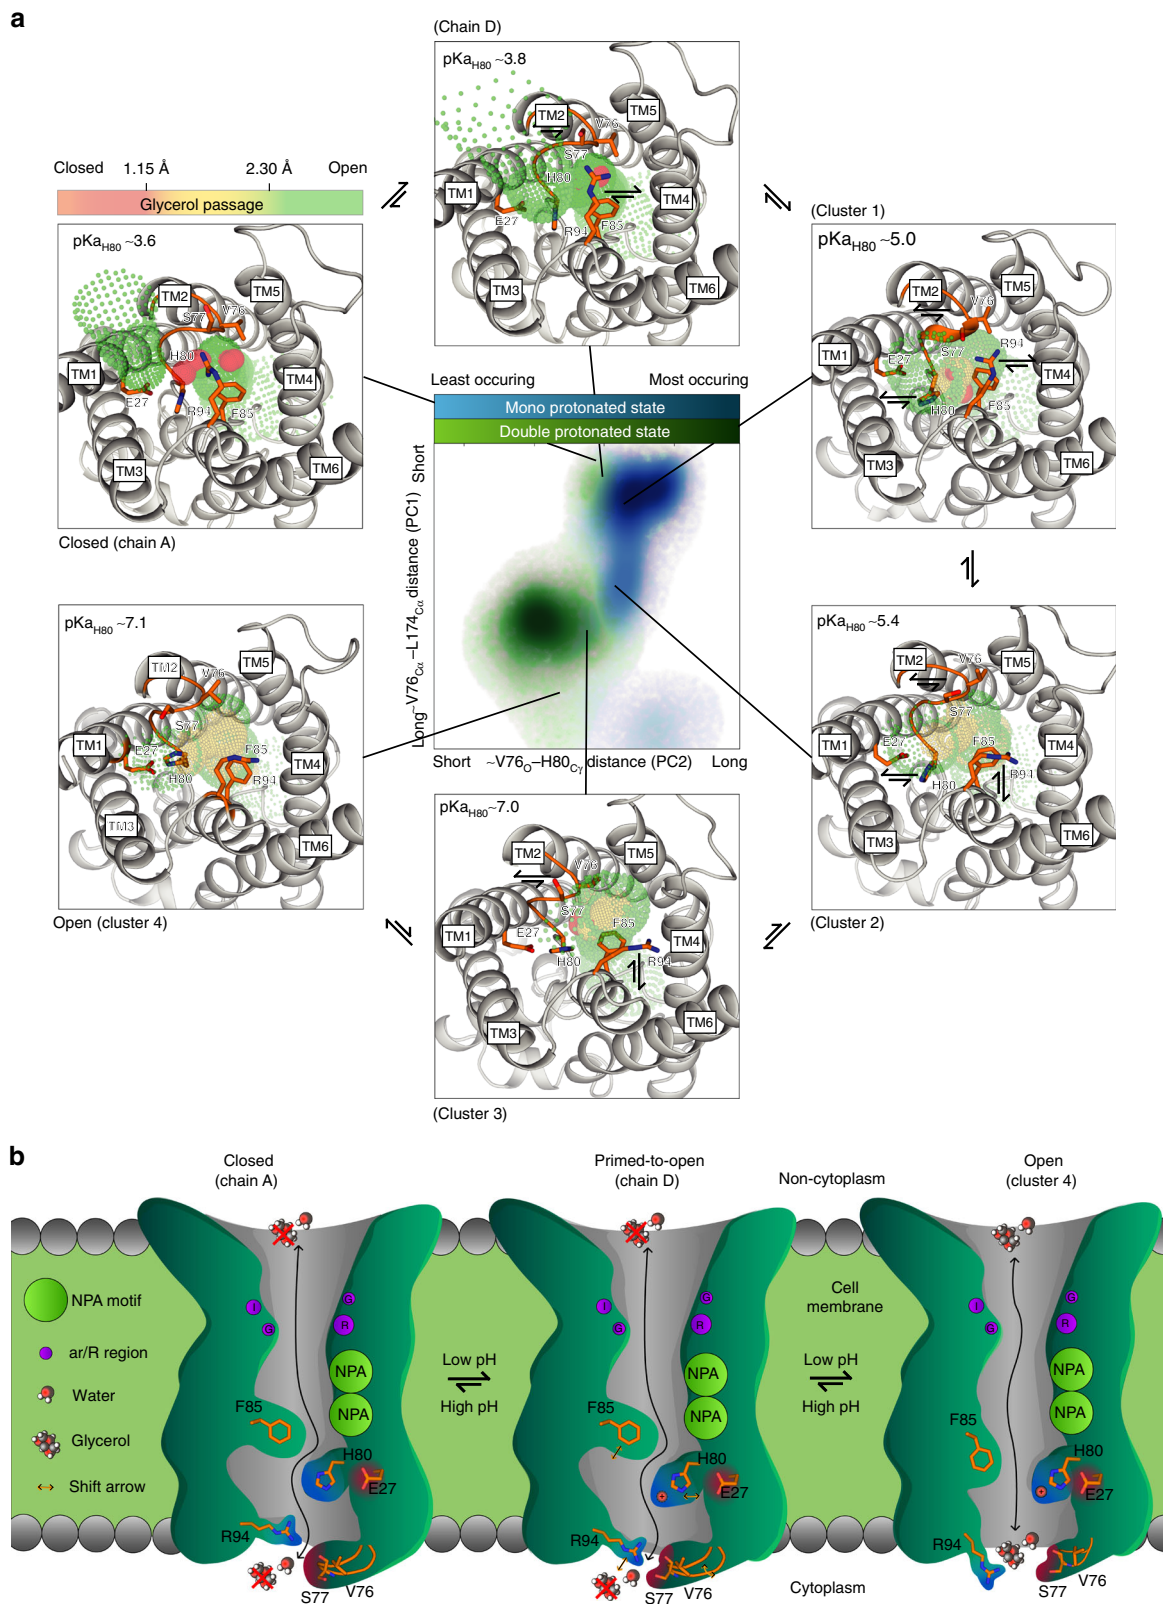 a
(Chain D)
pKaH80 ~3.8
TM2
V76
TM5
S77
H80
TM1
TM4
E27
R94
F85
TM3
TM6
Closed 1.15 Å 2.30 Å Open
Glycerol passage
pKaH80 ~3.6
TM2
TM5
V76
S77
H80
TM1
TM4
E27
R94
F85
TM3
TM6
Closed (chain A)
(Cluster 1)
pKaH80 ~5.0
TM2
TM5
V76
S77
R94
TM1
E27
TM4
H80
F85
TM3
TM6
Least occuring Most occuring
Mono protonated state
Double protonated state
Long ~V76Cα–L174Cα distance (PC1) Short
Short ~V76O–H80Cγ distance (PC2) Long
pKaH80 ~7.1
TM2
TM5
V76
S77
TM1
E27
F85
TM4
H80
R94
TM3
TM6
Open (cluster 4)
pKaH80 ~5.4
TM2
TM5
V76
S77
TM1
E27
F85
TM4
H80
R94
TM3
TM6
(Cluster 2)
pKaH80 ~7.0
TM2
TM5
V76
S77
F85
TM1
E27
TM4
H80
R94
TM3
TM6
(Cluster 3)
b
Closed
(chain A)
Primed-to-open
(chain D)
Non-cytoplasm
Open
(cluster 4)
NPA motif
ar/R region
Water
Glycerol
Shift arrow
I
G
G
R
NPA
NPA
F85
H80
E27
R94
S77
V76
Low pH
High pH
I
G
G
R
NPA
NPA
F85
H80
+
E27
R94
S77
V76
Cell
membrane
Low pH
High pH
Cytoplasm
I
G
G
R
NPA
NPA
F85
H80
+
E27
R94
S77
V76